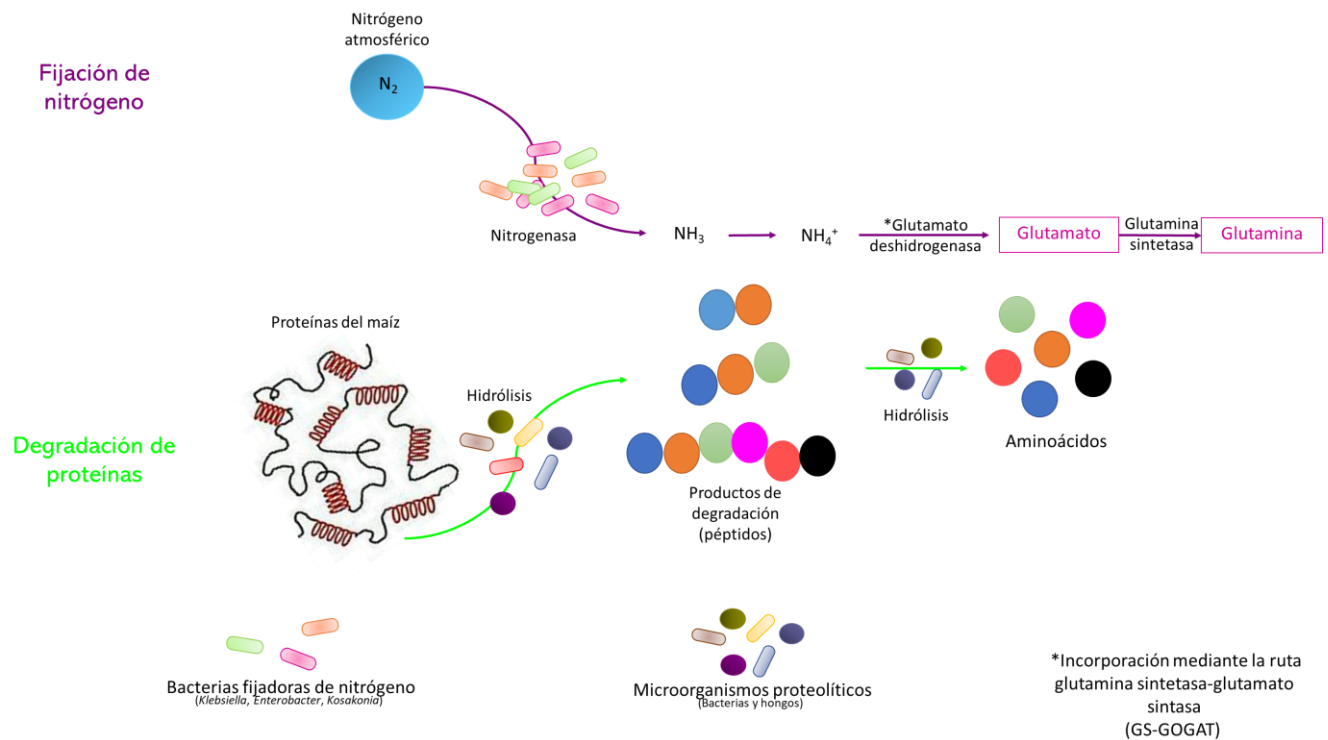 Nitrógeno
atmosférico
Fijación de
nitrógeno
N₂
Nitrogenasa
NH₃
NH₄⁺
*Glutamato
deshidrogenasa
Glutamato
Glutamina
sintetasa
Glutamina
Proteínas del maíz
Degradación de
proteínas
Hidrólisis
Productos de
degradación
(péptidos)
Hidrólisis
Aminoácidos
Bacterias fijadoras de nitrógeno
(Klebsiella, Enterobacter, Kosakonia)
Microorganismos proteolíticos
(Bacterias y hongos)
*Incorporación mediante la ruta
glutamina sintetasa-glutamato
sintasa
(GS-GOGAT)